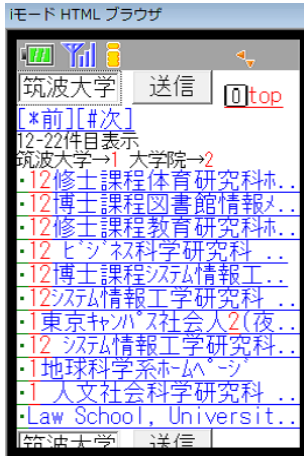 iモード HTML ブラウザ
筑波大学 送信 0top
[*前][#次]
12-22件目表示
筑波大学→1 大学院→2
・12修士課程体育研究科ホ..
・12博士課程図書館情報メ..
・12修士課程教育研究科ホ..
・12 ビジネス科学研究科 ..
・12博士課程システム情報工..
・12システム情報工学研究科 ..
・1東京キャンパス社会人2(夜..
・12 システム情報工学研究科..
・1地球科学系ホームページ
・1 人文社会科学研究科 ..
・Law School, Universit..
筑波大学 送信